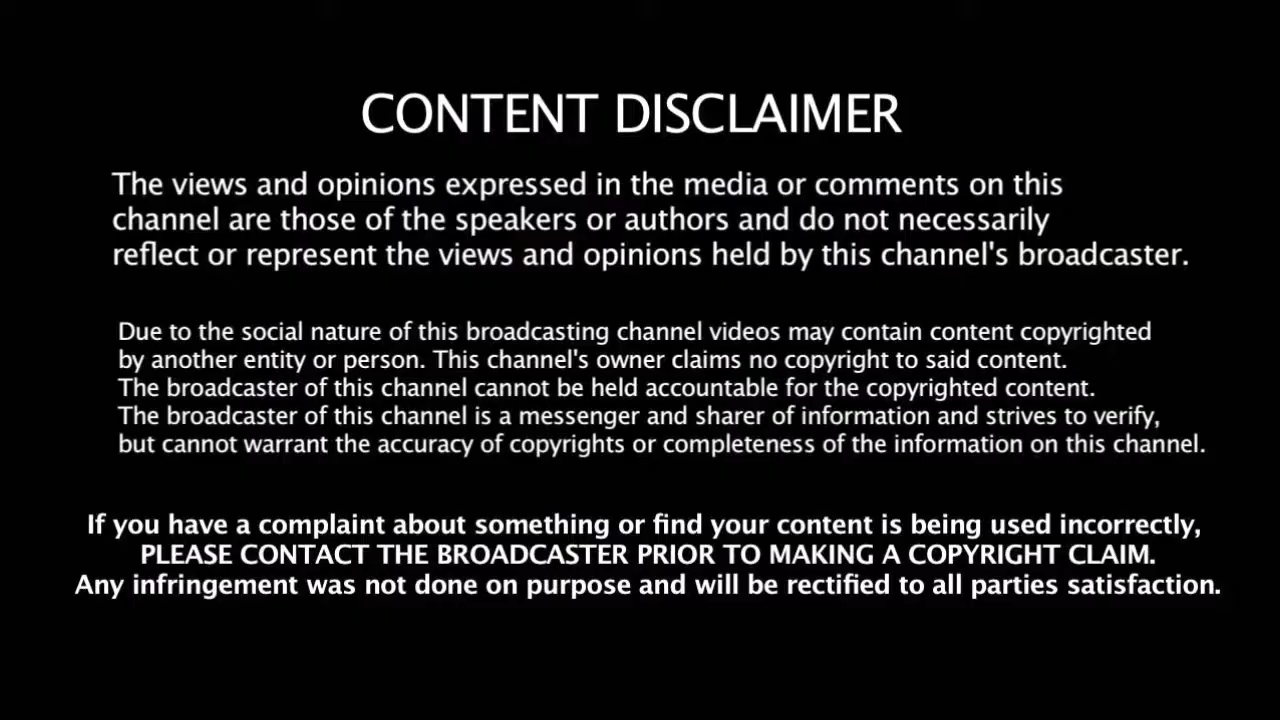 CONTENT DISCLAIMER
The views and opinions expressed in the media or comments on this
channel are those of the speakers or authors and do not necessarily
reflect or represent the views and opinions held by this channel's broadcaster.
Due to the social nature of this broadcasting channel videos may contain content copyrighted
by another entity or person. This channel's owner claims no copyright to said content.
The broadcaster of this channel cannot be held accountable for the copyrighted content.
The broadcaster of this channel is a messenger and sharer of information and strives to verify,
but cannot warrant the accuracy of copyrights or completeness of the information on this channel.
If you have a complaint about something or find your content is being used incorrectly,
PLEASE CONTACT THE BROADCASTER PRIOR TO MAKING A COPYRIGHT CLAIM.
Any infringement was not done on purpose and will be rectified to all parties satisfaction.